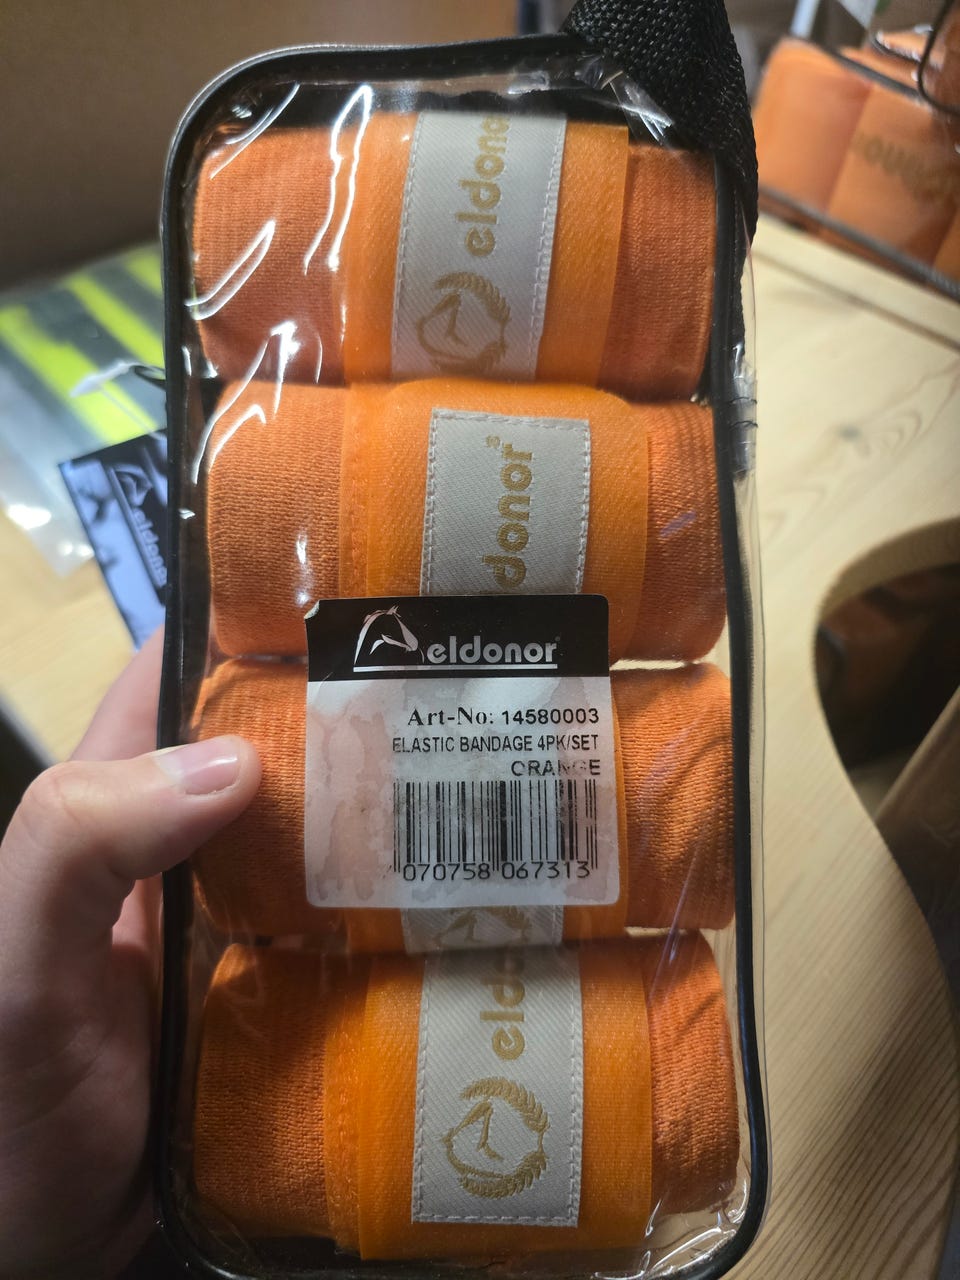 eldonor
eldonor
eldonor
eldonor
Art-No: 14580003
ELASTIC BANDAGE 4PK/SET
ORANGE
070758 067313